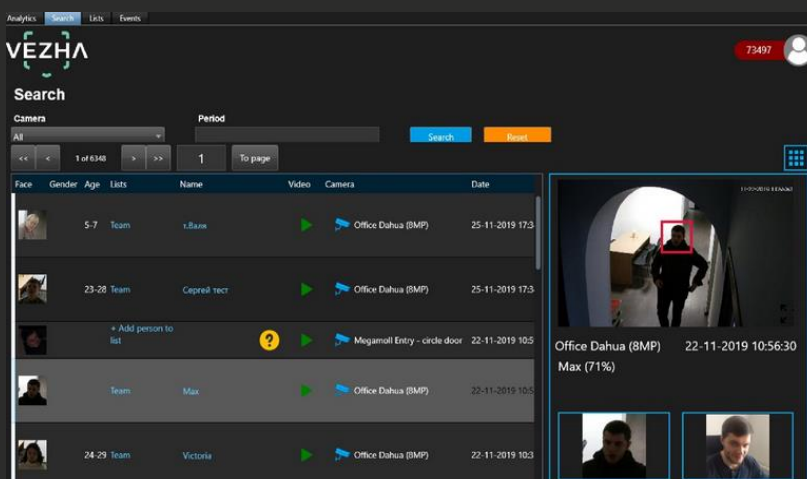 Analytics Search Lists Events
VEZHA
73497
Search
Camera Period
All Search Reset
<< < 1 of 6348 > >> 1 To page
Face Gender Age Lists Name Video Camera Date
5-7 Team т.Валя Office Dahua (8MP) 25-11-2019 17:3
23-28 Team Сергей тест Office Dahua (8MP) 25-11-2019 17:3
+ Add person to
list ? Megamoll Entry - circle door 22-11-2019 10:5
Team Max Office Dahua (8MP) 22-11-2019 10:5
24-29 Team Victoria Office Dahua (8MP) 22-11-2019 10:3
Office Dahua (8MP) 22-11-2019 10:56:30
Max (71%)